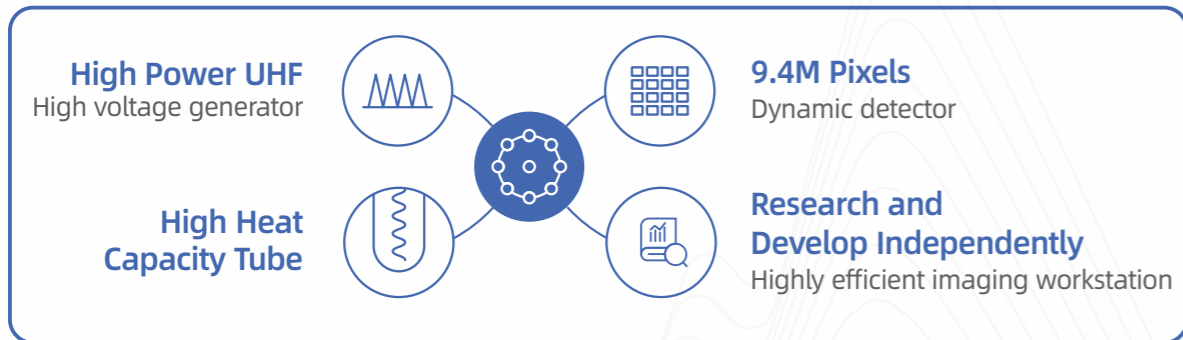 High Power UHF
High voltage generator
High Heat
Capacity Tube
9.4M Pixels
Dynamic detector
Research and
Develop Independently
Highly efficient imaging workstation